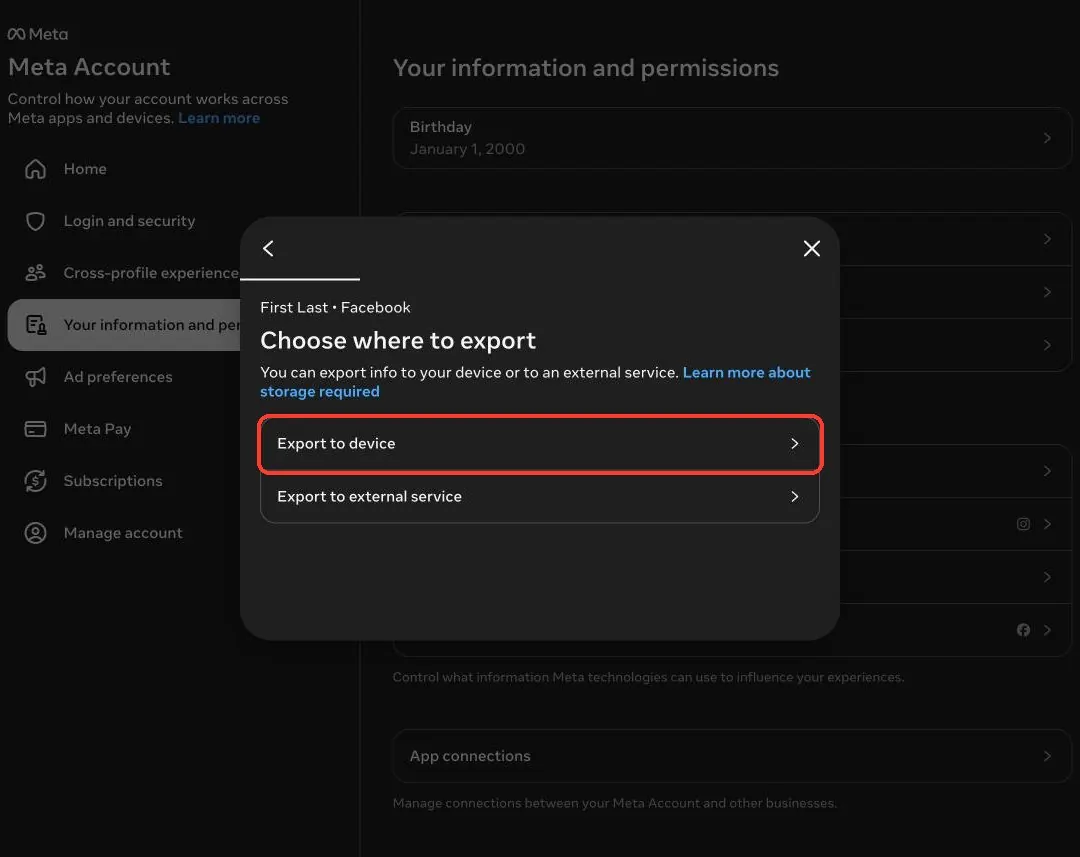 Meta
Meta Account
Control how your account works across
Meta apps and devices. Learn more
Home
Login and security
Cross-profile experience
Your information and per
Ad preferences
Meta Pay
Subscriptions
Manage account
Your information and permissions
Birthday
January 1, 2000
First Last • Facebook
Choose where to export
You can export info to your device or to an external service. Learn more about
storage required
Export to device
Export to external service
Control what information Meta technologies can use to influence your experiences.
App connections
Manage connections between your Meta Account and other businesses.